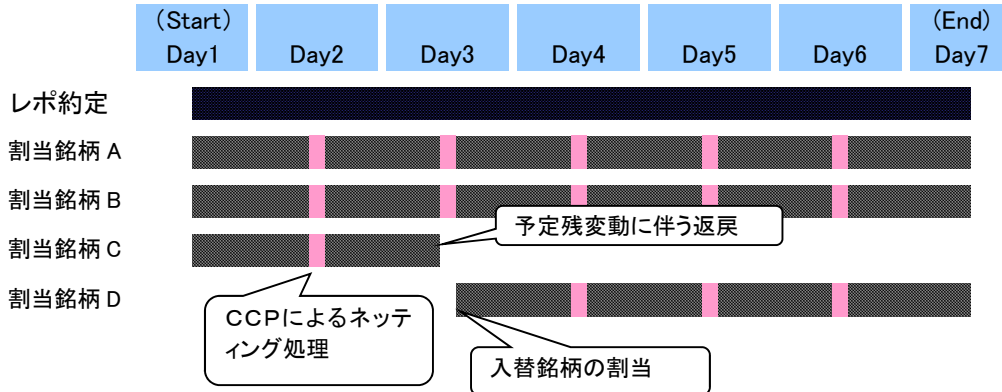 (Start)
Day1
Day2
Day3
Day4
Day5
Day6
(End)
Day7
レポ約定
割当銘柄 A
割当銘柄 B
予定残変動に伴う返戻
割当銘柄 C
割当銘柄 D
ＣＣＰによるネッテ
ィング処理
入替銘柄の割当